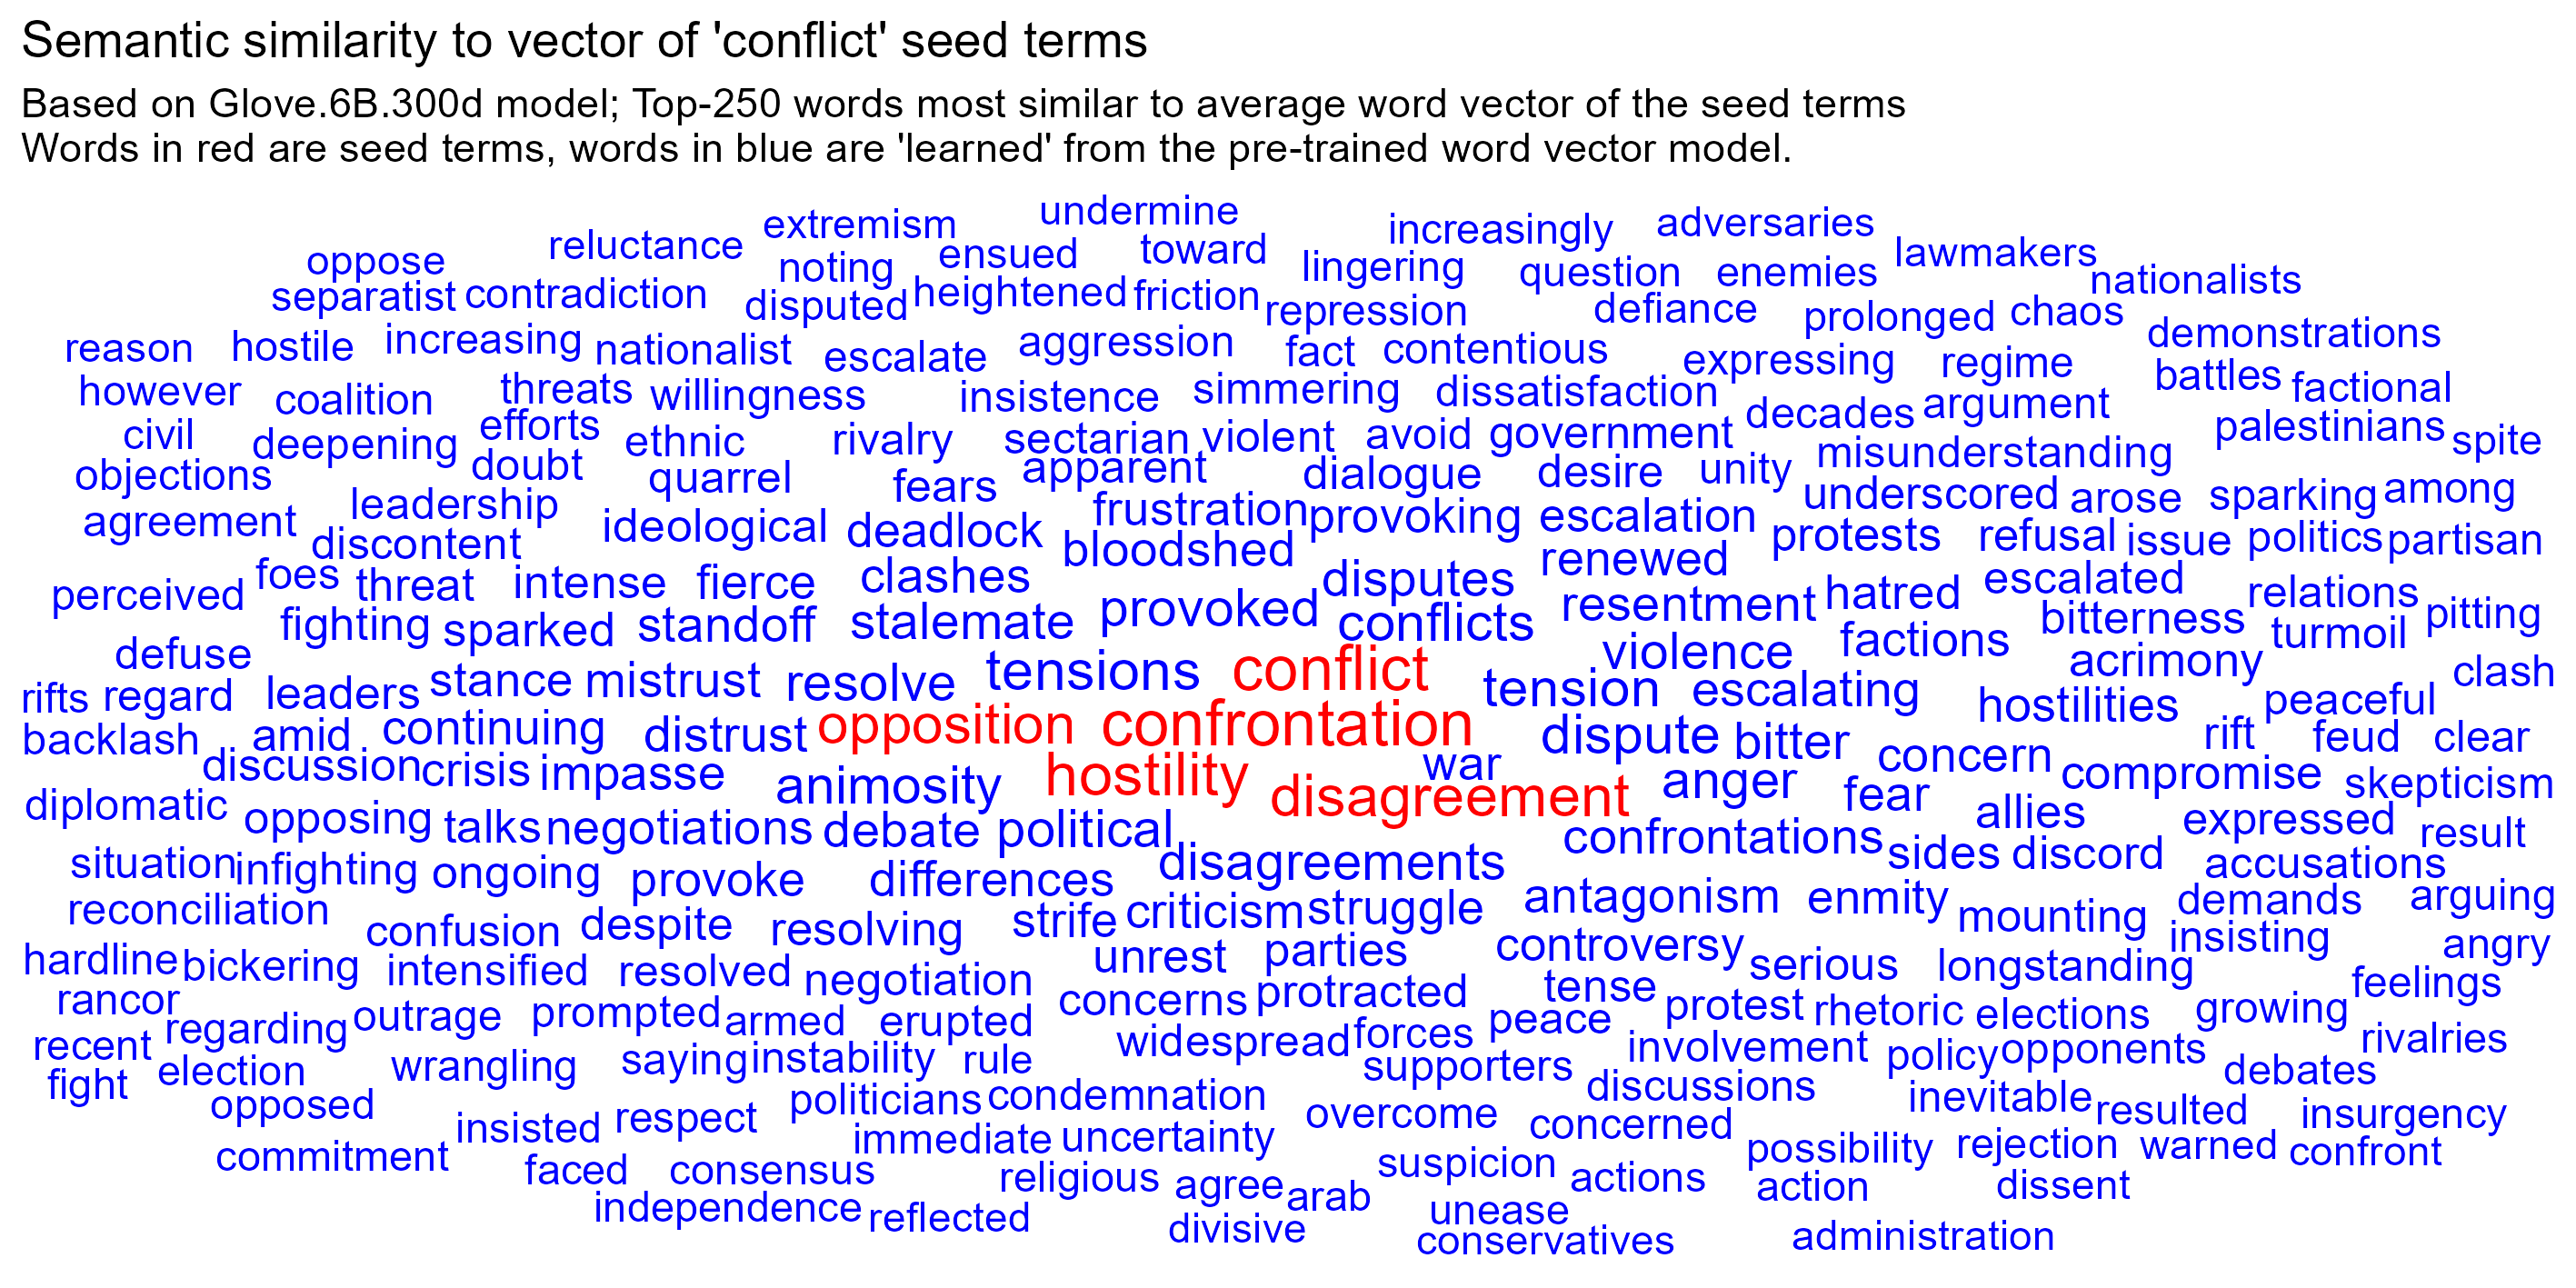 Semantic similarity to vector of 'conflict' seed terms
Based on Glove.6B.300d model; Top-250 words most similar to average word vector of the seed terms
Words in red are seed terms, words in blue are 'learned' from the pre-trained word vector model.
undermine
extremism increasingly adversaries
oppose reluctance noting ensued toward lingering question enemies lawmakers nationalists
separatist contradiction disputed heightened friction repression defiance prolonged chaos
reason hostile increasing nationalist escalate aggression fact contentious expressing regime demonstrations
however coalition threats willingness insistence simmering dissatisfaction decades argument battles factional
civil deepening efforts ethnic rivalry sectarian violent avoid government misunderstanding palestinians spite
objections doubt quarrel fears apparent dialogue desire unity underscored arose sparking among
agreement leadership ideological deadlock frustration provoking escalation protests refusal issue politics partisan
discontent bloodshed renewed
perceived foes threat intense fierce clashes disputes resentment hatred escalated relations pitting
fighting sparked standoff stalemate provoked conflicts violence factions bitterness turmoil
defuse acrimony clash
rifts regard leaders stance mistrust resolve tensions conflict tension escalating hostilities peaceful
backlash amid continuing distrust opposition confrontation dispute bitter concern rift feud clear
discussion crisis impasse animosity hostility war disagreement anger fear compromise skepticism
diplomatic opposing talks negotiations debate political confrontations allies expressed result
situation infighting ongoing provoke differences disagreements sides discord accusations
reconciliation confusion despite resolving strife criticism struggle antagonism enmity mounting demands arguing
hardline bickering intensified resolved negotiation unrest parties controversy serious longstanding insisting angry
rancor regarding outrage prompted armed erupted concerns protracted tense protest rhetoric elections growing feelings
recent election wrangling saying instability rule widespread forces peace involvement policy opponents rivalries
fight opposed politicians condemnation supporters discussions inevitable debates
insisted respect immediate uncertainty overcome concerned resulted insurgency
commitment faced consensus religious agree arab suspicion actions possibility rejection warned confront
independence reflected divisive unease action dissent
conservatives administration